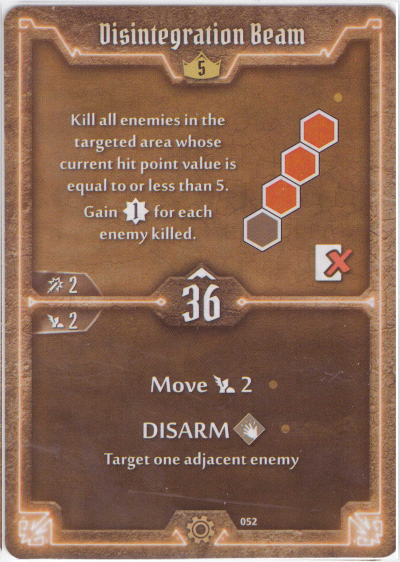 Disintegration Beam
5
Kill all enemies in the
targeted area whose
current hit point value is
equal to or less than 5.
Gain 1 for each
enemy killed.
2
36
2
Move 2
DISARM
Target one adjacent enemy
052